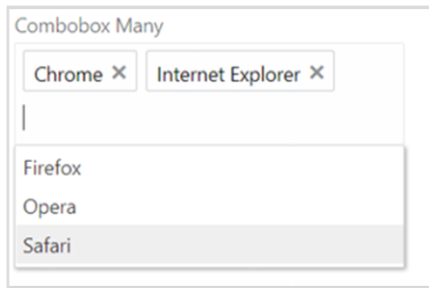 Combobox Many
Chrome × Internet Explorer ×
Firefox
Opera
Safari